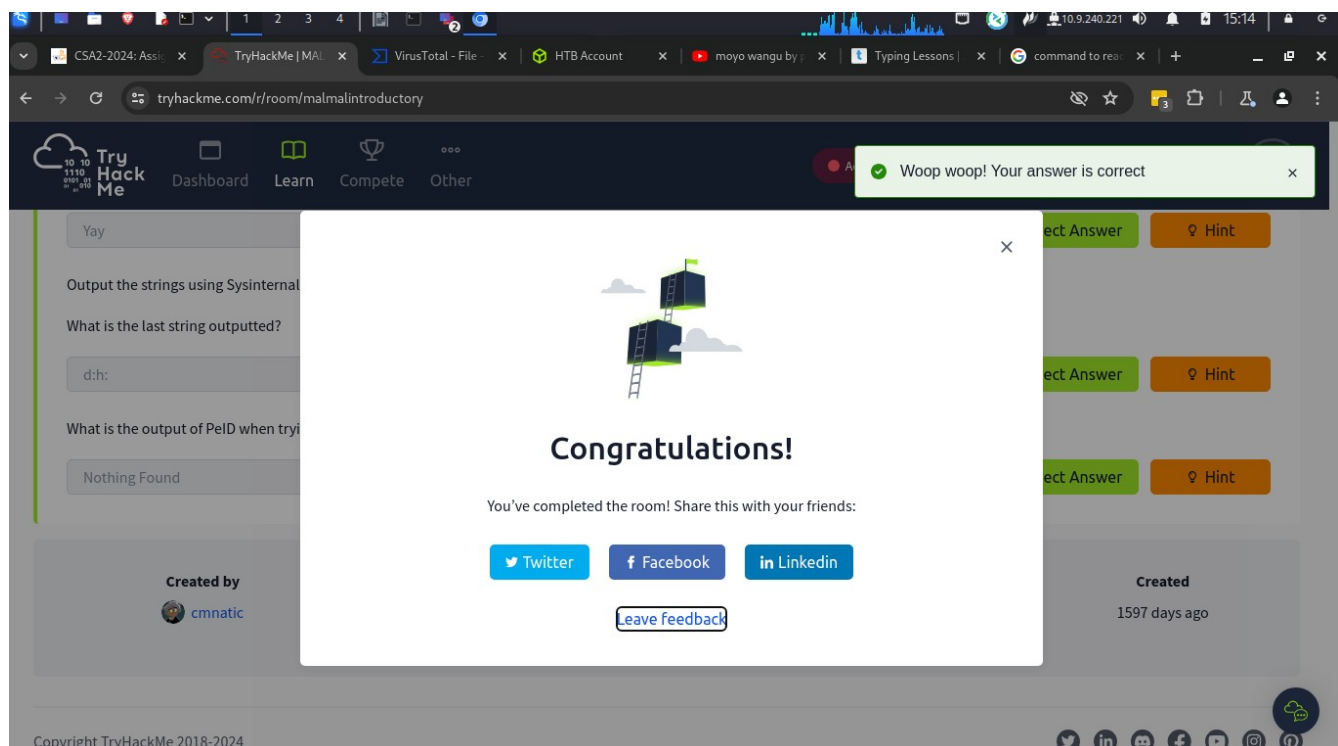 1 2 3 4
2
10.9.240.221
15:14
CSA2-2024: Assig
TryHackMe | MAL
VirusTotal - File -
HTB Account
moyo wangu by p
Typing Lessons |
command to reac
tryhackme.com/r/room/malmalintroductory
3
Try
Hack
Me
Dashboard
Learn
Compete
Other
A
Woop woop! Your answer is correct
Yay
ect Answer
Hint
Output the strings using Sysinternal
What is the last string outputted?
d:h:
ect Answer
Hint
What is the output of PeID when tryi
Nothing Found
ect Answer
Hint
Congratulations!
You've completed the room! Share this with your friends:
Twitter
Facebook
Linkedin
Leave feedback
Created by
cmnatic
Created
1597 days ago
Copyright TryHackMe 2018-2024